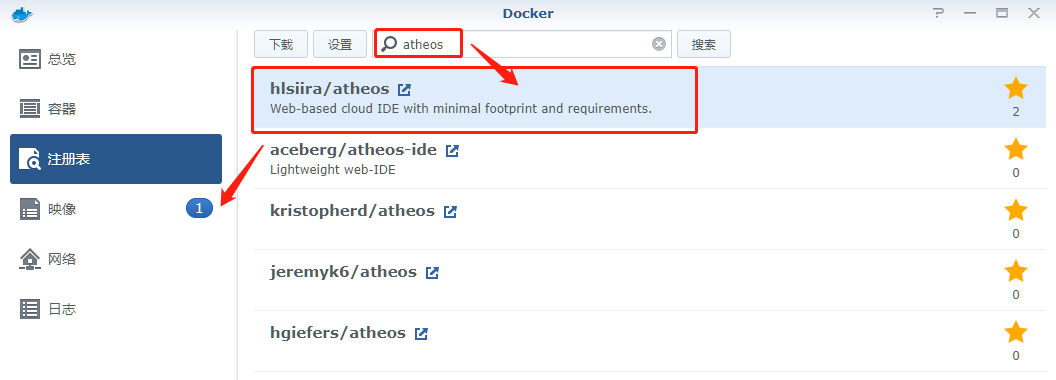 Docker
总览
容器
注册表
映像
1
网络
日志
下载
设置
atheos
搜索
hlsiira/atheos
Web-based cloud IDE with minimal footprint and requirements.
2
aceberg/atheos-ide
Lightweight web-IDE
0
kristopherd/atheos
0
jeremyk6/atheos
0
hgiefers/atheos
0